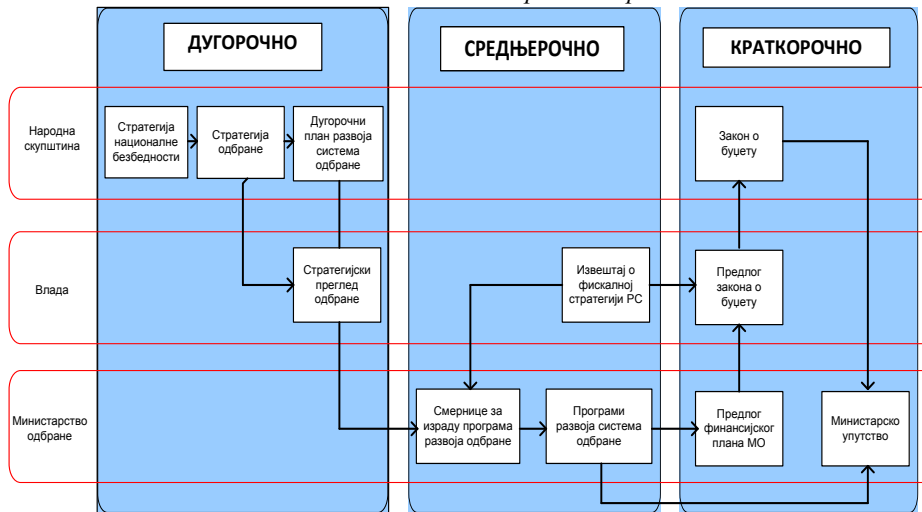 ДУГОРОЧНО
СРЕДЊЕРОЧНО
КРАТКОРОЧНО
Народна
скупштина
Стратегија
националне
безбедности
Стратегија
одбране
Дугорочни
план развоја
система
одбране
Закон о
буџету
Влада
Стратегијски
преглед
одбране
Извештај о
фискалној
стратегији РС
Предлог
закона о
буџету
Министарство
одбране
Смернице за
израду програма
развоја одбране
Програми
развоја система
одбране
Предлог
финансијског
плана МО
Министарско
упутство